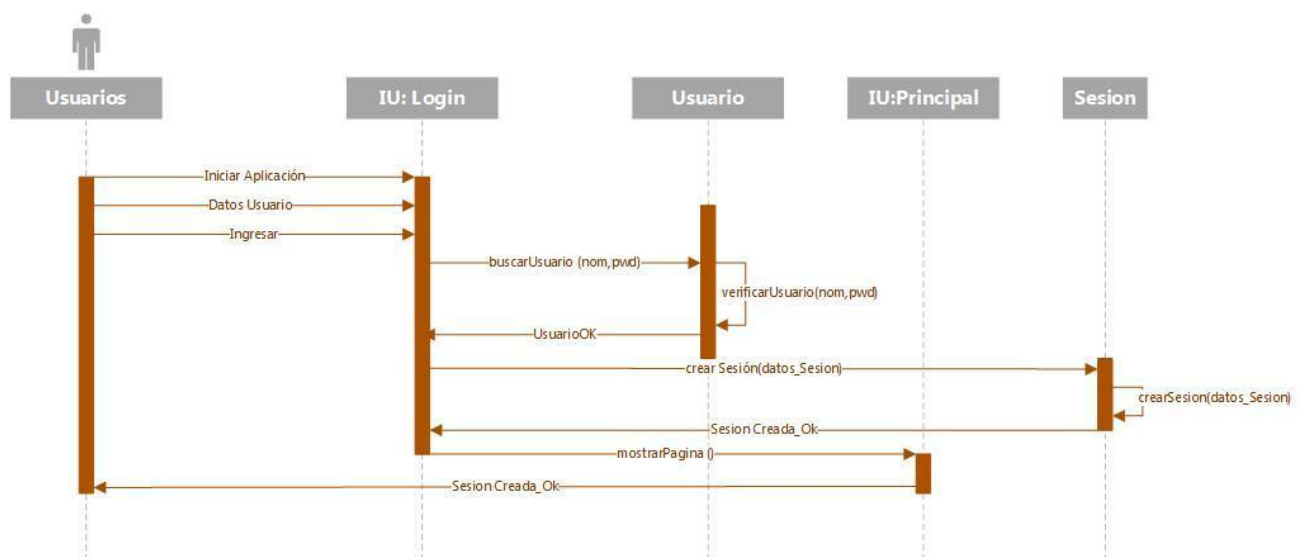 Usuarios
IU: Login
Usuario
IU:Principal
Sesion
Iniciar Aplicación
Datos Usuario
Ingresar
buscarUsuario (nom,pwd)
verificarUsuario(nom,pwd)
UsuarioOK
crear Sesión(datos_Sesion)
crearSesion(datos_Sesion)
Sesion Creada_Ok
mostrarPagina ()
Sesion Creada_Ok